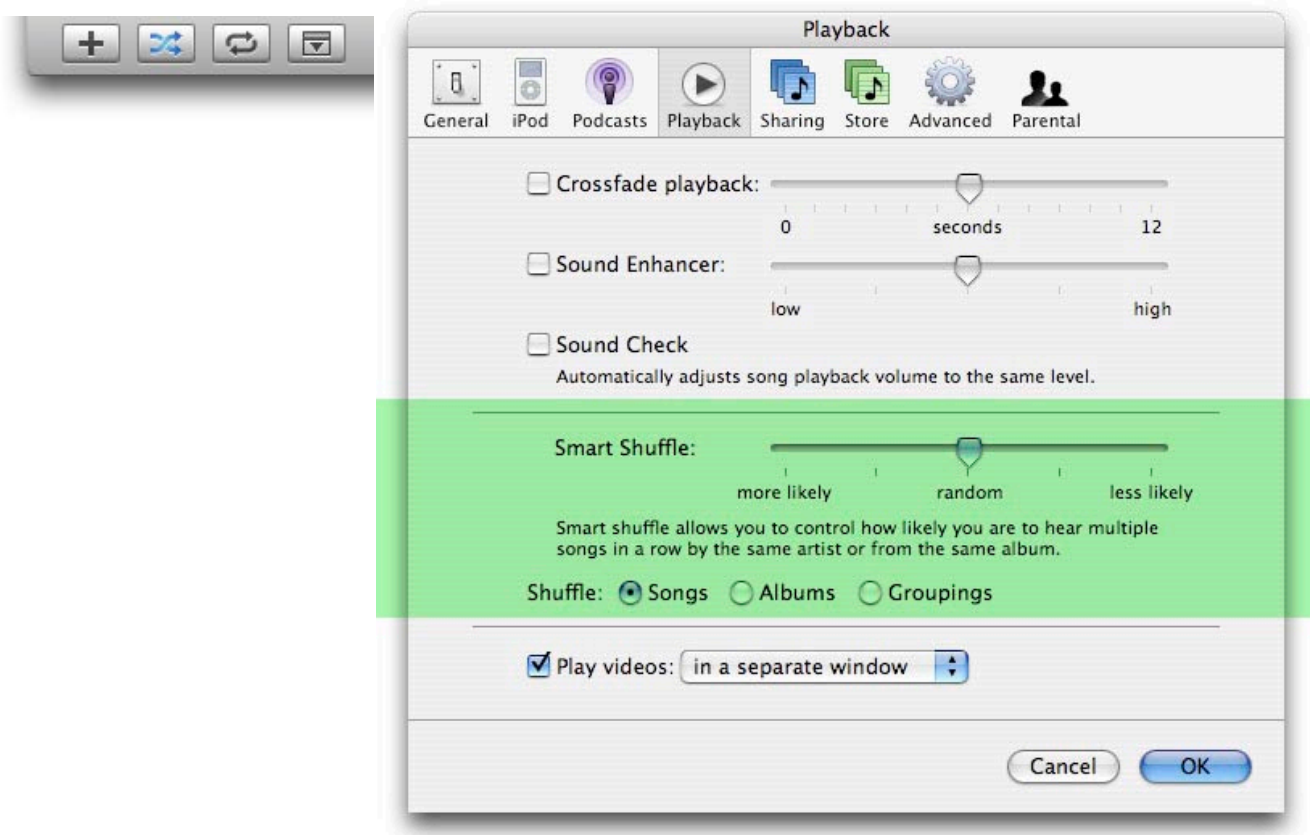 Playback
General iPod Podcasts Playback Sharing Store Advanced Parental
Crossfade playback:
0 seconds 12
Sound Enhancer:
low high
Sound Check
Automatically adjusts song playback volume to the same level.
Smart Shuffle:
more likely random less likely
Smart shuffle allows you to control how likely you are to hear multiple
songs in a row by the same artist or from the same album.
Shuffle: Songs Albums Groupings
Play videos: in a separate window
Cancel OK